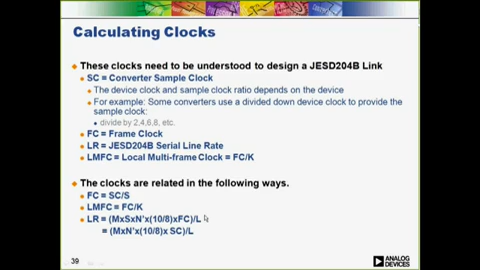 Calculating Clocks
These clocks need to be understood to design a JESD204B Link
SC = Converter Sample Clock
The device clock and sample clock ratio depends on the device
For example: Some converters use a divided down device clock to provide the
sample clock:
divide by 2,4,6,8, etc.
FC = Frame Clock
LR = JESD204B Serial Line Rate
LMFC = Local Multi-frame Clock = FC/K
The clocks are related in the following ways.
FC = SC/S
LMFC = FC/K
LR = (MxSxN'x(10/8)xFC)/L
= (MxN'x(10/8)x SC)/L
39
ANALOG
DEVICES